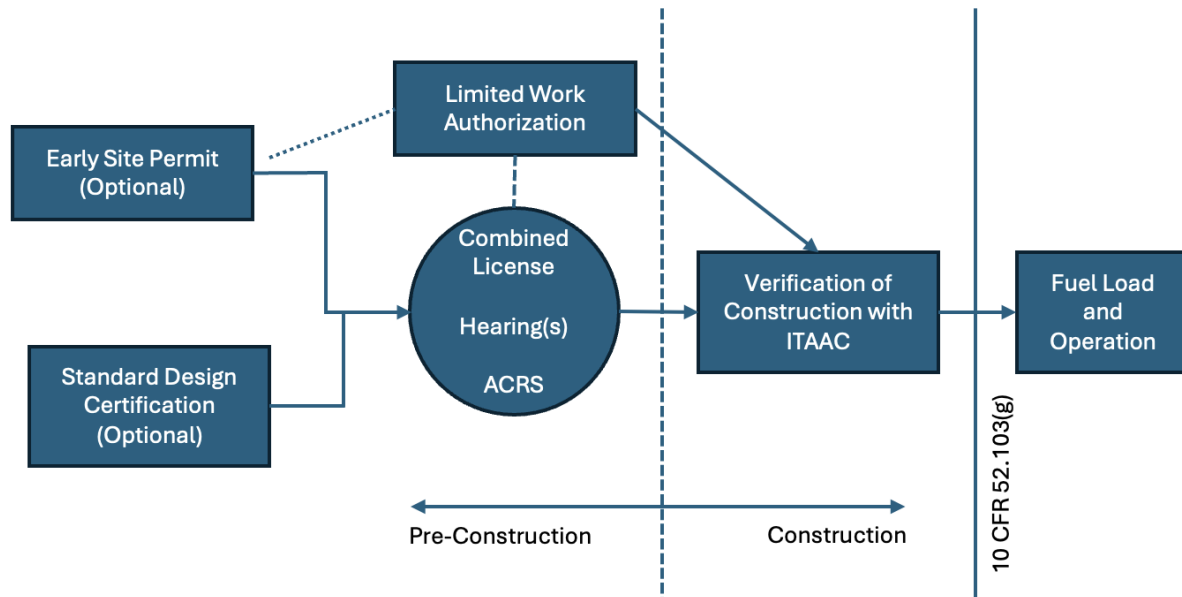 Limited Work
Authorization
Early Site Permit
(Optional)
Combined
License
Hearing(s)
ACRS
Verification of
Construction with
ITAAC
Fuel Load
and
Operation
Standard Design
Certification
(Optional)
Pre-Construction
Construction
10 CFR 52.103(g)